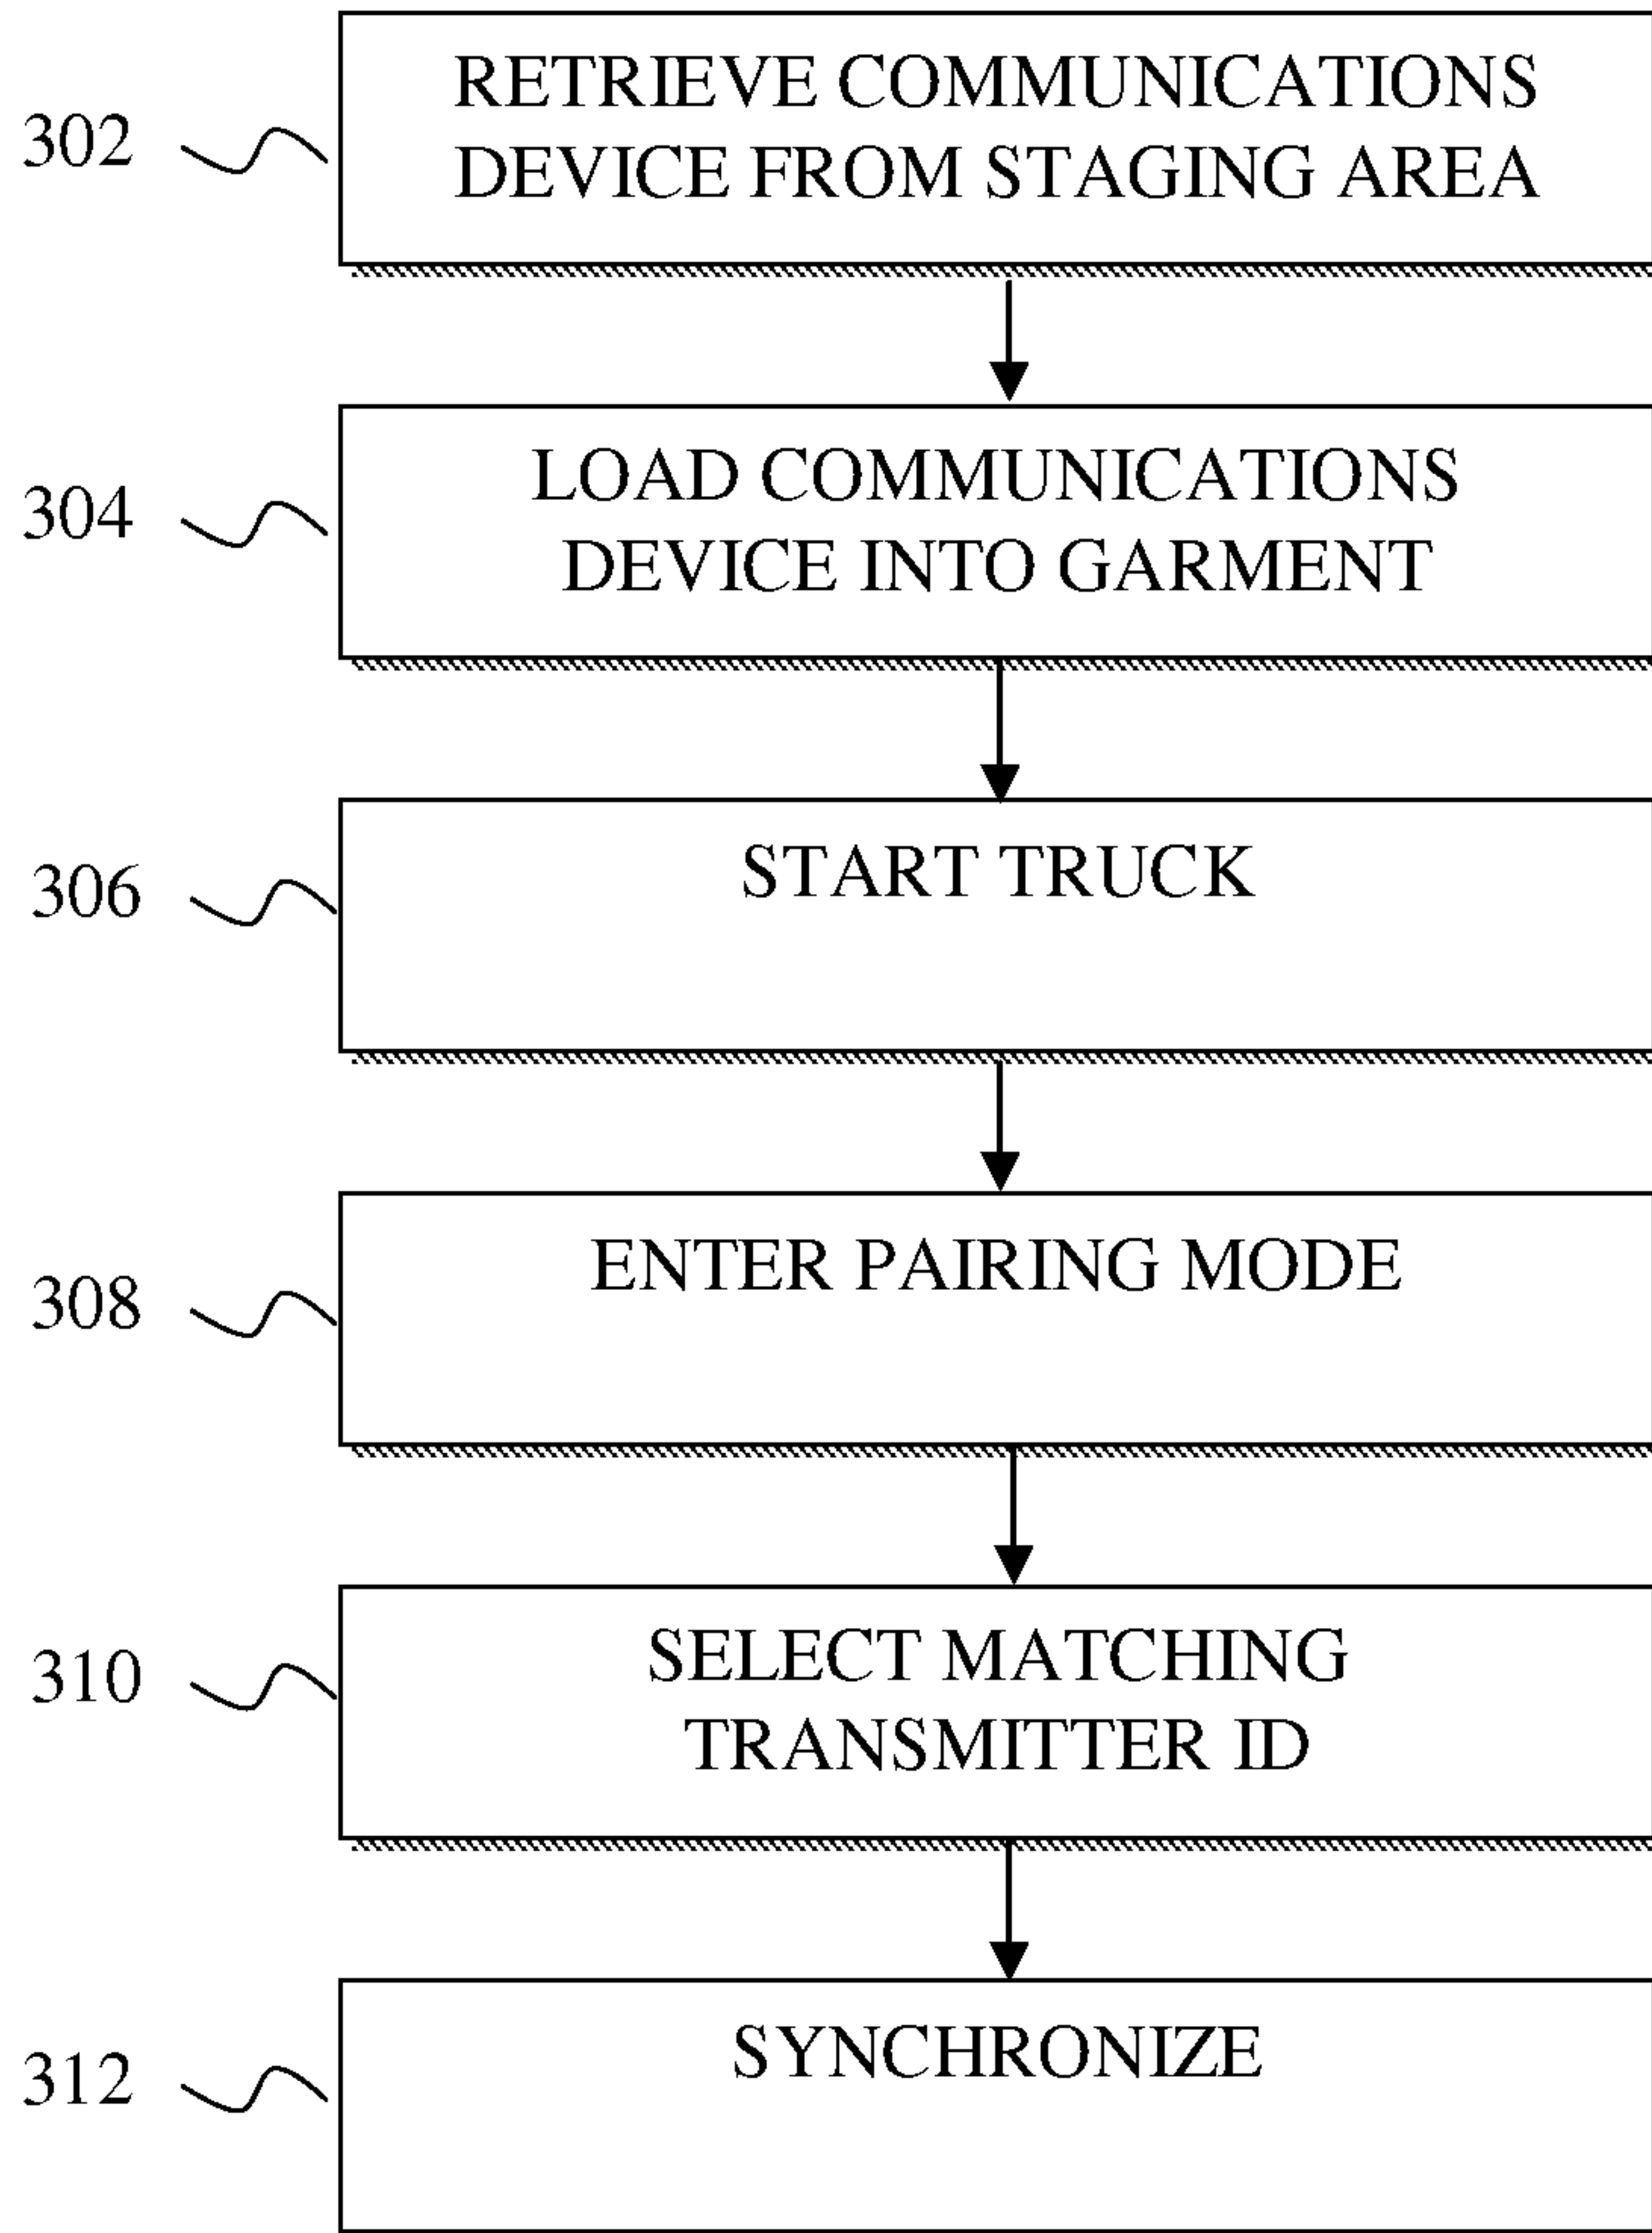 302
RETRIEVE COMMUNICATIONS
DEVICE FROM STAGING AREA
304
LOAD COMMUNICATIONS
DEVICE INTO GARMENT
306
START TRUCK
308
ENTER PAIRING MODE
310
SELECT MATCHING
TRANSMITTER ID
312
SYNCHRONIZE